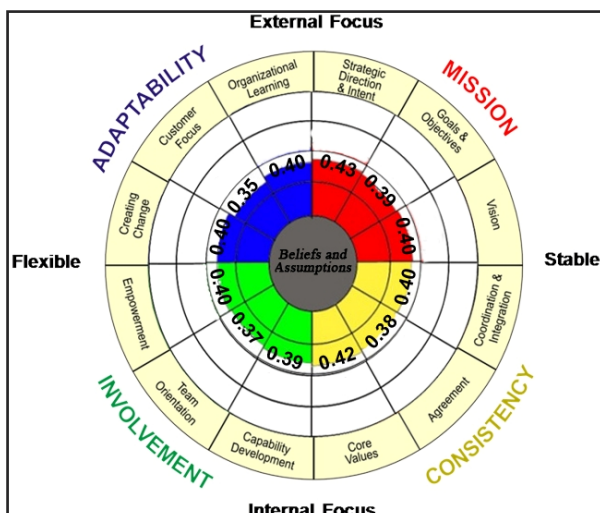 External Focus
ADAPTABILITY
MISSION
Organizational
Learning
Strategic
Direction
& Intent
Customer
Focus
Goals &
Objectives
Creating
Change
Vision
0.40
0.43
0.35
0.39
0.40
0.40
Beliefs and
Assumptions
Flexible
Stable
0.40
0.40
0.37
0.38
0.39
0.42
Empowerment
Coordination &
Integration
Team
Orientation
Agreement
Capability
Development
Core
Values
INVOLVEMENT
CONSISTENCY
Internal Focus